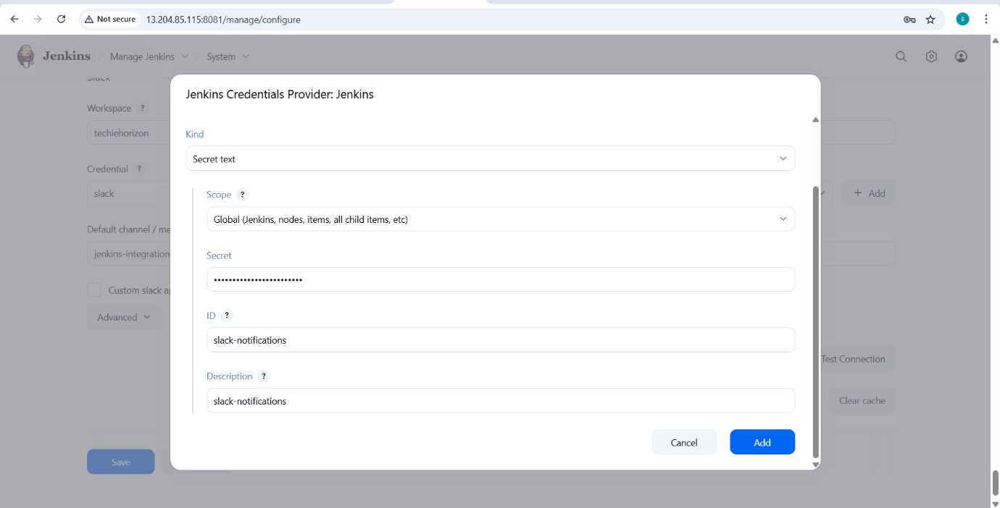 Not secure 13.204.85.115:8081/manage/configure S
Jenkins / Manage Jenkins / System
Slack
Jenkins Credentials Provider: Jenkins
Workspace ?
techiehorizon
Kind
Secret text
Credential ?
slack
Scope ?
+ Add
Global (Jenkins, nodes, items, all child items, etc)
Default channel / me
jenkins-integration
Secret
••••••••••••••••••••••••
Custom slack ap
Advanced
ID ?
slack-notifications
Test Connection
Description ?
slack-notifications
Clear cache
Cancel
Add
Save